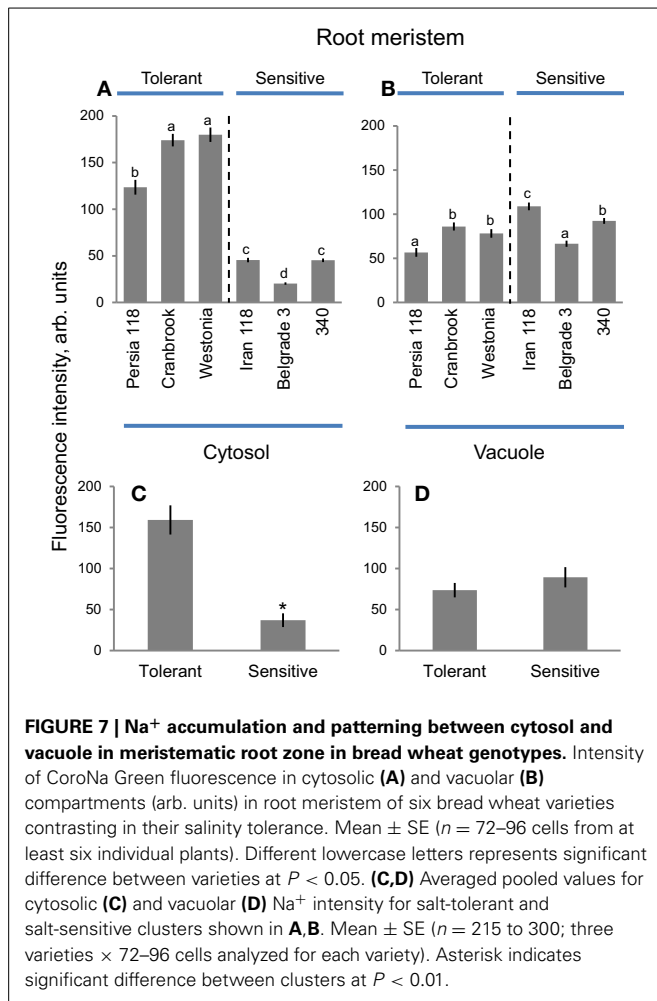 Root meristem
A
Tolerant
Sensitive
B
Tolerant
Sensitive
Fluorescence intensity, arb. units
200
150
100
50
0
b
a
a
c
d
c
Persia 118
Cranbrook
Westonia
Iran 118
Belgrade 3
340
200
150
100
50
0
a
b
b
c
a
b
Persia 118
Cranbrook
Westonia
Iran 118
Belgrade 3
340
Cytosol
Vacuole
C
200
150
100
50
0
*
Tolerant
Sensitive
D
200
150
100
50
0
Tolerant
Sensitive
FIGURE 7 | Na⁺ accumulation and patterning between cytosol and
vacuole in meristematic root zone in bread wheat genotypes. Intensity
of CoroNa Green fluorescence in cytosolic (A) and vacuolar (B)
compartments (arb. units) in root meristem of six bread wheat varieties
contrasting in their salinity tolerance. Mean ± SE (n = 72–96 cells from at
least six individual plants). Different lowercase letters represents significant
difference between varieties at P < 0.05. (C,D) Averaged pooled values for
cytosolic (C) and vacuolar (D) Na⁺ intensity for salt-tolerant and
salt-sensitive clusters shown in A,B. Mean ± SE (n = 215 to 300; three
varieties × 72–96 cells analyzed for each variety). Asterisk indicates
significant difference between clusters at P < 0.01.